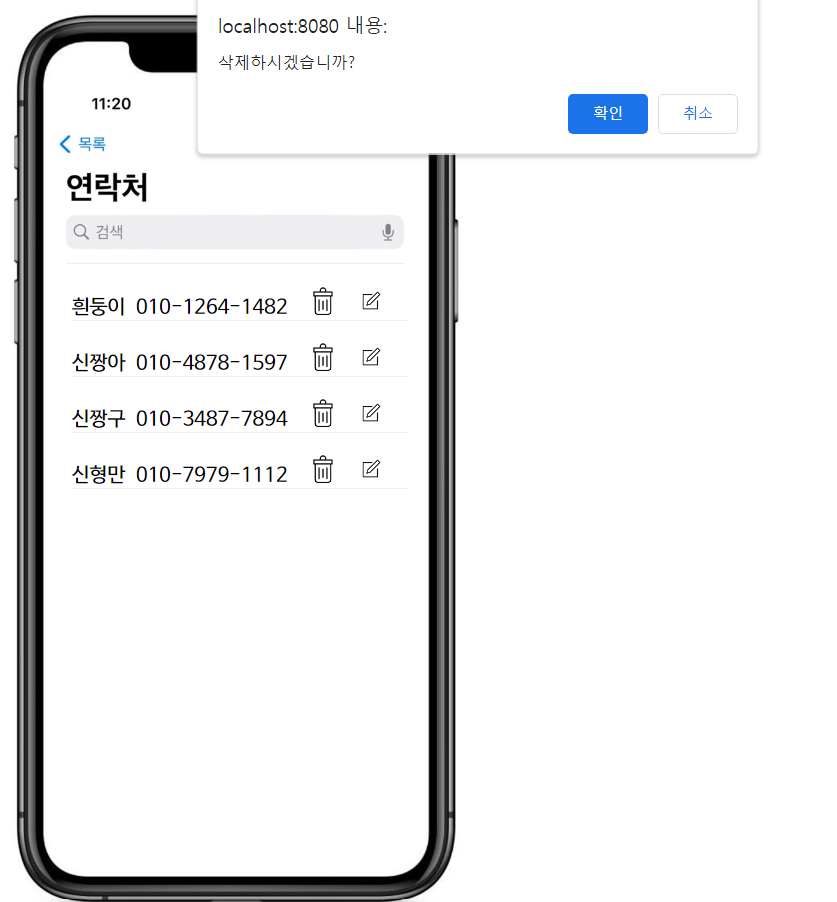 localhost:8080 내용:
삭제하시겠습니까?
확인 취소
11:20
목록
연락처
검색
흰둥이 010-1264-1482
신짱아 010-4878-1597
신짱구 010-3487-7894
신형만 010-7979-1112